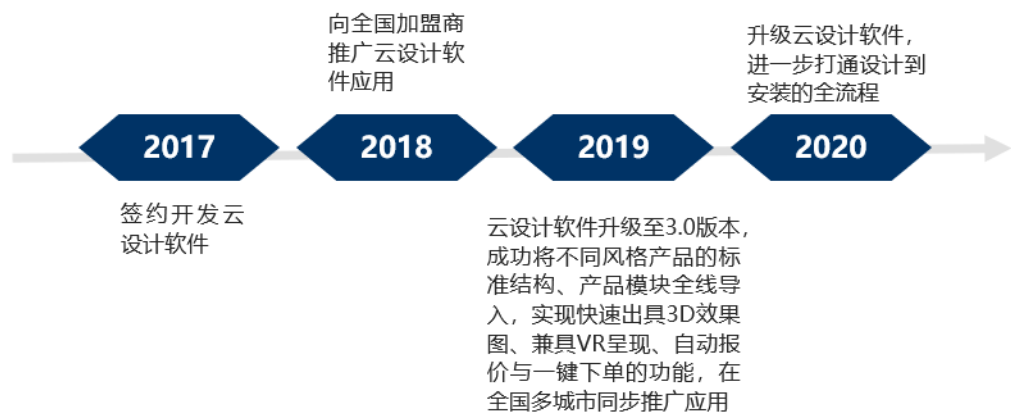 2017
签约开发云
设计软件
向全国加盟商
推广云设计软
件应用
2018
2019
云设计软件升级至3.0版本，
成功将不同风格产品的标
准结构、产品模块全线导
入，实现快速出具3D效果
图、兼具VR呈现、自动报
价与一键下单的功能，在
全国多城市同步推广应用
升级云设计软件，
进一步打通设计到
安装的全流程
2020